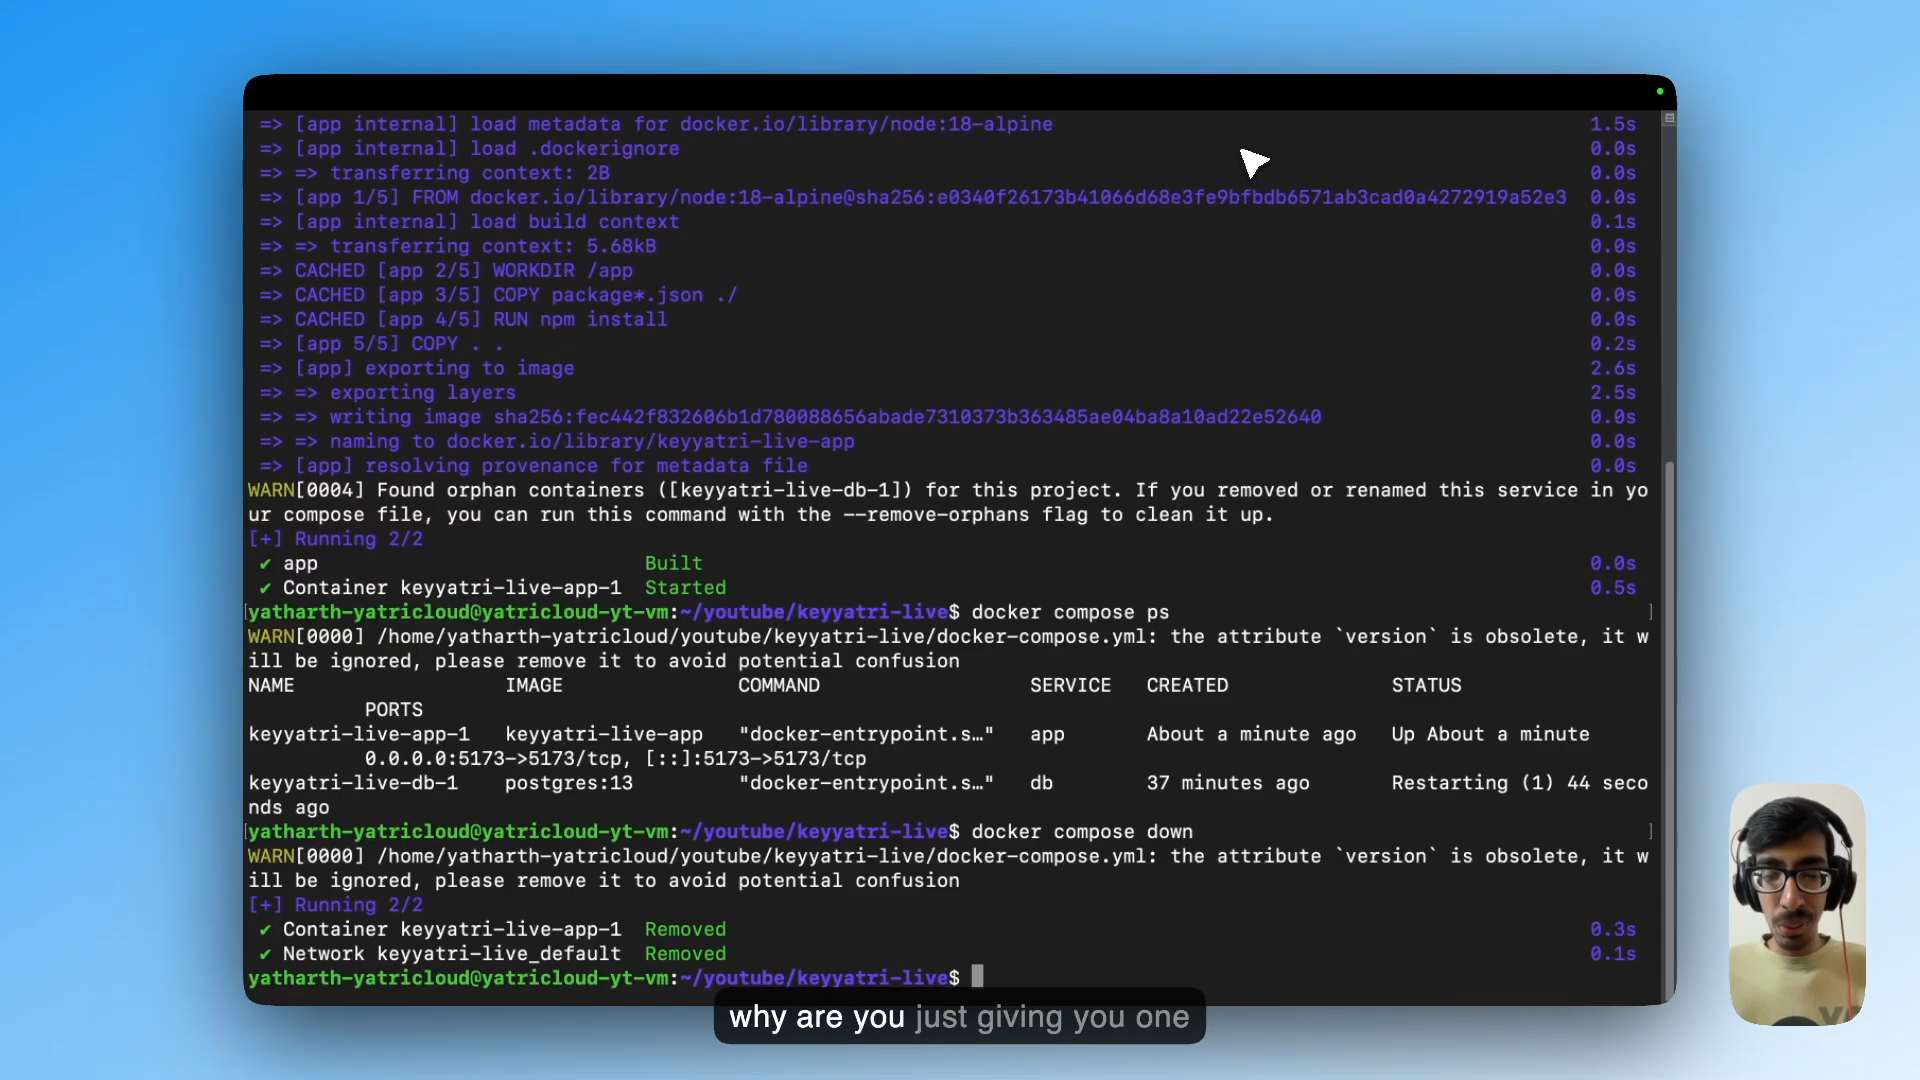 => [app internal] load metadata for docker.io/library/node:18-alpine 1.5s
=> [app internal] load .dockerignore 0.0s
=> => transferring context: 2B 0.0s
=> [app 1/5] FROM docker.io/library/node:18-alpine@sha256:e0340f26173b41066d68e3fe9bfbdb6571ab3cad0a4272919a52e3 0.0s
=> [app internal] load build context 0.1s
=> => transferring context: 5.68kB 0.0s
=> CACHED [app 2/5] WORKDIR /app 0.0s
=> CACHED [app 3/5] COPY package*.json ./ 0.0s
=> CACHED [app 4/5] RUN npm install 0.0s
=> [app 5/5] COPY . . 0.2s
=> [app] exporting to image 2.6s
=> => exporting layers 2.5s
=> => writing image sha256:fec442f832606b1d780088656abade7310373b363485ae04ba8a10ad22e52640 0.0s
=> => naming to docker.io/library/keyyatri-live-app 0.0s
=> [app] resolving provenance for metadata file 0.0s
WARN[0004] Found orphan containers ([keyyatri-live-db-1]) for this project. If you removed or renamed this service in yo
ur compose file, you can run this command with the --remove-orphans flag to clean it up.
[+] Running 2/2
✔ app Built 0.0s
✔ Container keyyatri-live-app-1 Started 0.5s
[yatharth-yatricloud@yatricloud-yt-vm:~/youtube/keyyatri-live$ docker compose ps ]
WARN[0000] /home/yatharth-yatricloud/youtube/keyyatri-live/docker-compose.yml: the attribute `version` is obsolete, it w
ill be ignored, please remove it to avoid potential confusion
NAME IMAGE COMMAND SERVICE CREATED STATUS
PORTS
keyyatri-live-app-1 keyyatri-live-app "docker-entrypoint.s…" app About a minute ago Up About a minute
0.0.0.0:5173->5173/tcp, [::]:5173->5173/tcp
keyyatri-live-db-1 postgres:13 "docker-entrypoint.s…" db 37 minutes ago Restarting (1) 44 seco
nds ago
[yatharth-yatricloud@yatricloud-yt-vm:~/youtube/keyyatri-live$ docker compose down ]
WARN[0000] /home/yatharth-yatricloud/youtube/keyyatri-live/docker-compose.yml: the attribute `version` is obsolete, it w
ill be ignored, please remove it to avoid potential confusion
[+] Running 2/2
✔ Container keyyatri-live-app-1 Removed 0.3s
✔ Network keyyatri-live_default Removed 0.1s
yatharth-yatricloud@yatricloud-yt-vm:~/youtube/keyyatri-live$
why are you just giving you one